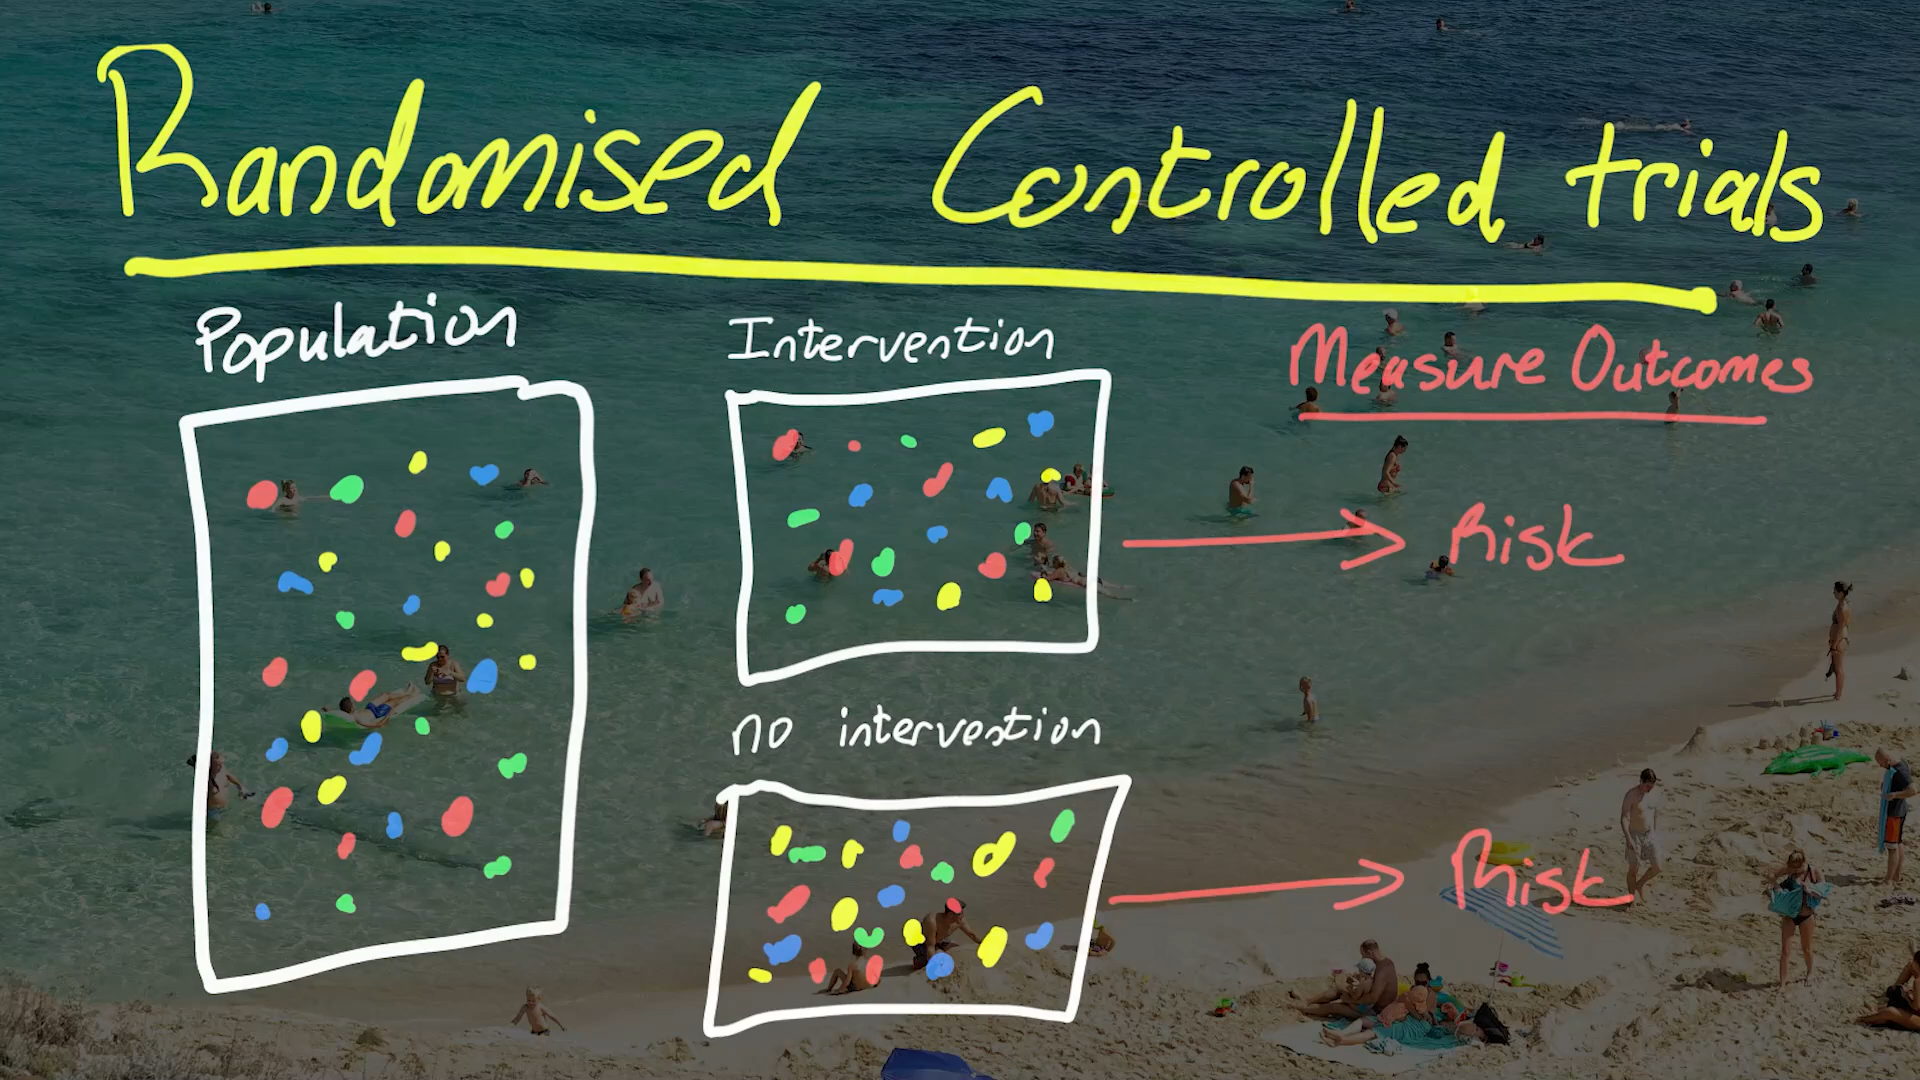 Randomised Controlled trials
Population
Intervention
Measure Outcomes
Risk
no intervention
Risk